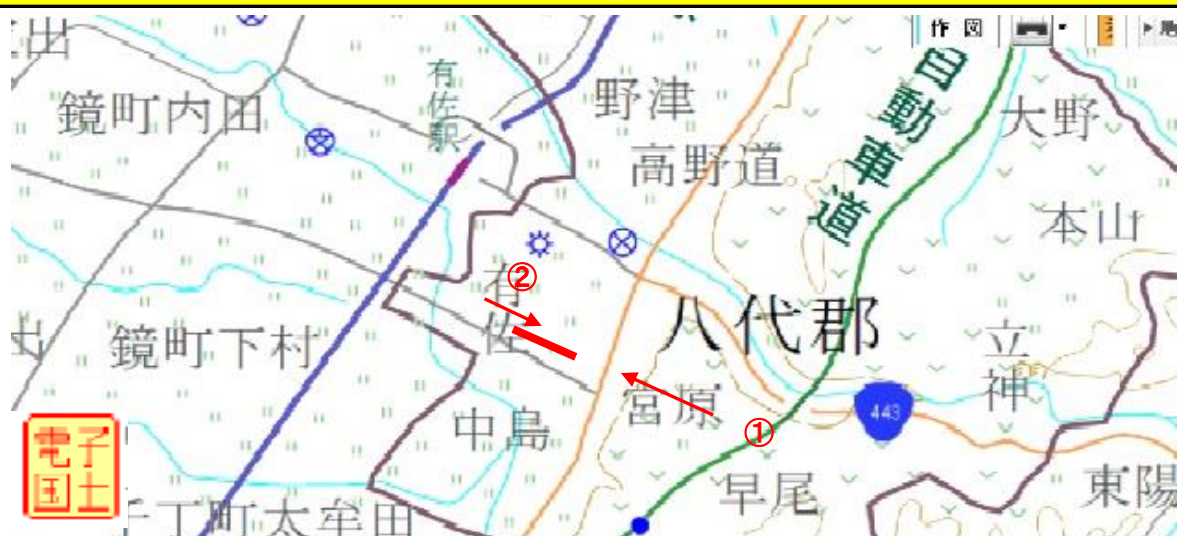 作 図
出
鏡町内田
有佐駅
野津
高野道
自動車道
大野
本山
有佐
②
八代郡
立神
鏡町下村
出
宮原
443
①
中島
早尾
東陽
電子国土
千丁町太牟田